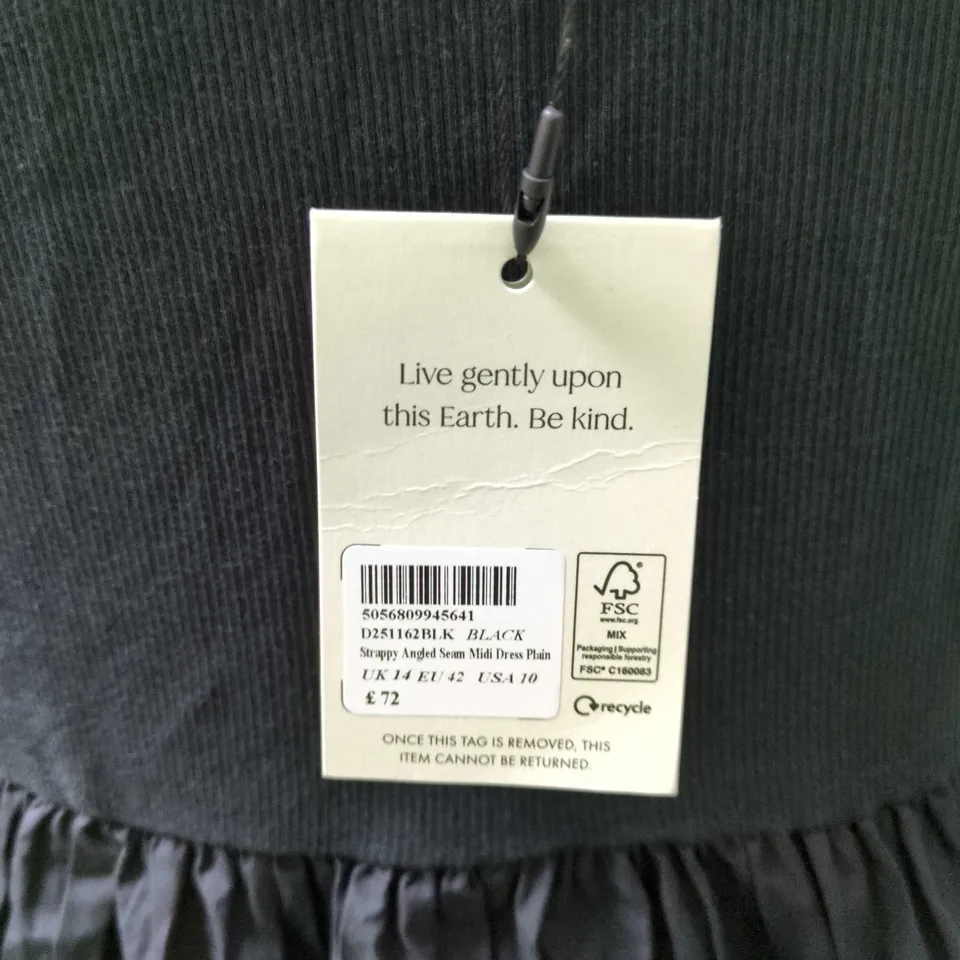 Live gently upon
this Earth. Be kind.
5056809945641
D251162BLK BLACK
Strappy Angled Seam Midi Dress Plain
UK 14 EU 42 USA 10
£ 72
FSC
www.fsc.org
MIX
Packaging | Supporting
responsible forestry
FSC® C160083
recycle
ONCE THIS TAG IS REMOVED, THIS
ITEM CANNOT BE RETURNED.